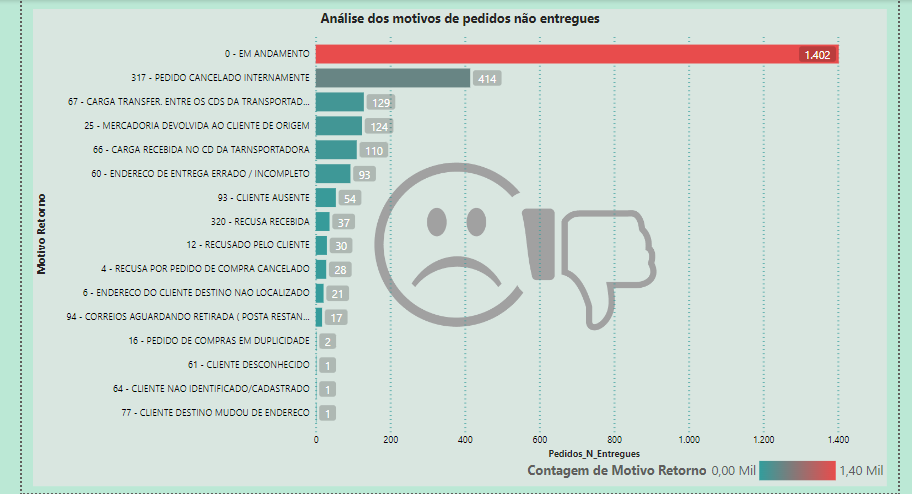 Análise dos motivos de pedidos não entregues
Motivo Retorno
0 - EM ANDAMENTO 1.402
317 - PEDIDO CANCELADO INTERNAMENTE 414
67 - CARGA TRANSFER. ENTRE OS CDS DA TRANSPORTAD... 129
25 - MERCADORIA DEVOLVIDA AO CLIENTE DE ORIGEM 124
66 - CARGA RECEBIDA NO CD DA TARNSPORTADORA 110
60 - ENDERECO DE ENTREGA ERRADO / INCOMPLETO 93
93 - CLIENTE AUSENTE 54
320 - RECUSA RECEBIDA 37
12 - RECUSADO PELO CLIENTE 30
4 - RECUSA POR PEDIDO DE COMPRA CANCELADO 28
6 - ENDERECO DO CLIENTE DESTINO NAO LOCALIZADO 21
94 - CORREIOS AGUARDANDO RETIRADA ( POSTA RESTAN... 17
16 - PEDIDO DE COMPRAS EM DUPLICIDADE 2
61 - CLIENTE DESCONHECIDO 1
64 - CLIENTE NAO IDENTIFICADO/CADASTRADO 1
77 - CLIENTE DESTINO MUDOU DE ENDERECO 1
0 200 400 600 800 1.000 1.200 1.400
Pedidos_N_Entregues
Contagem de Motivo Retorno 0,00 Mil 1,40 Mil